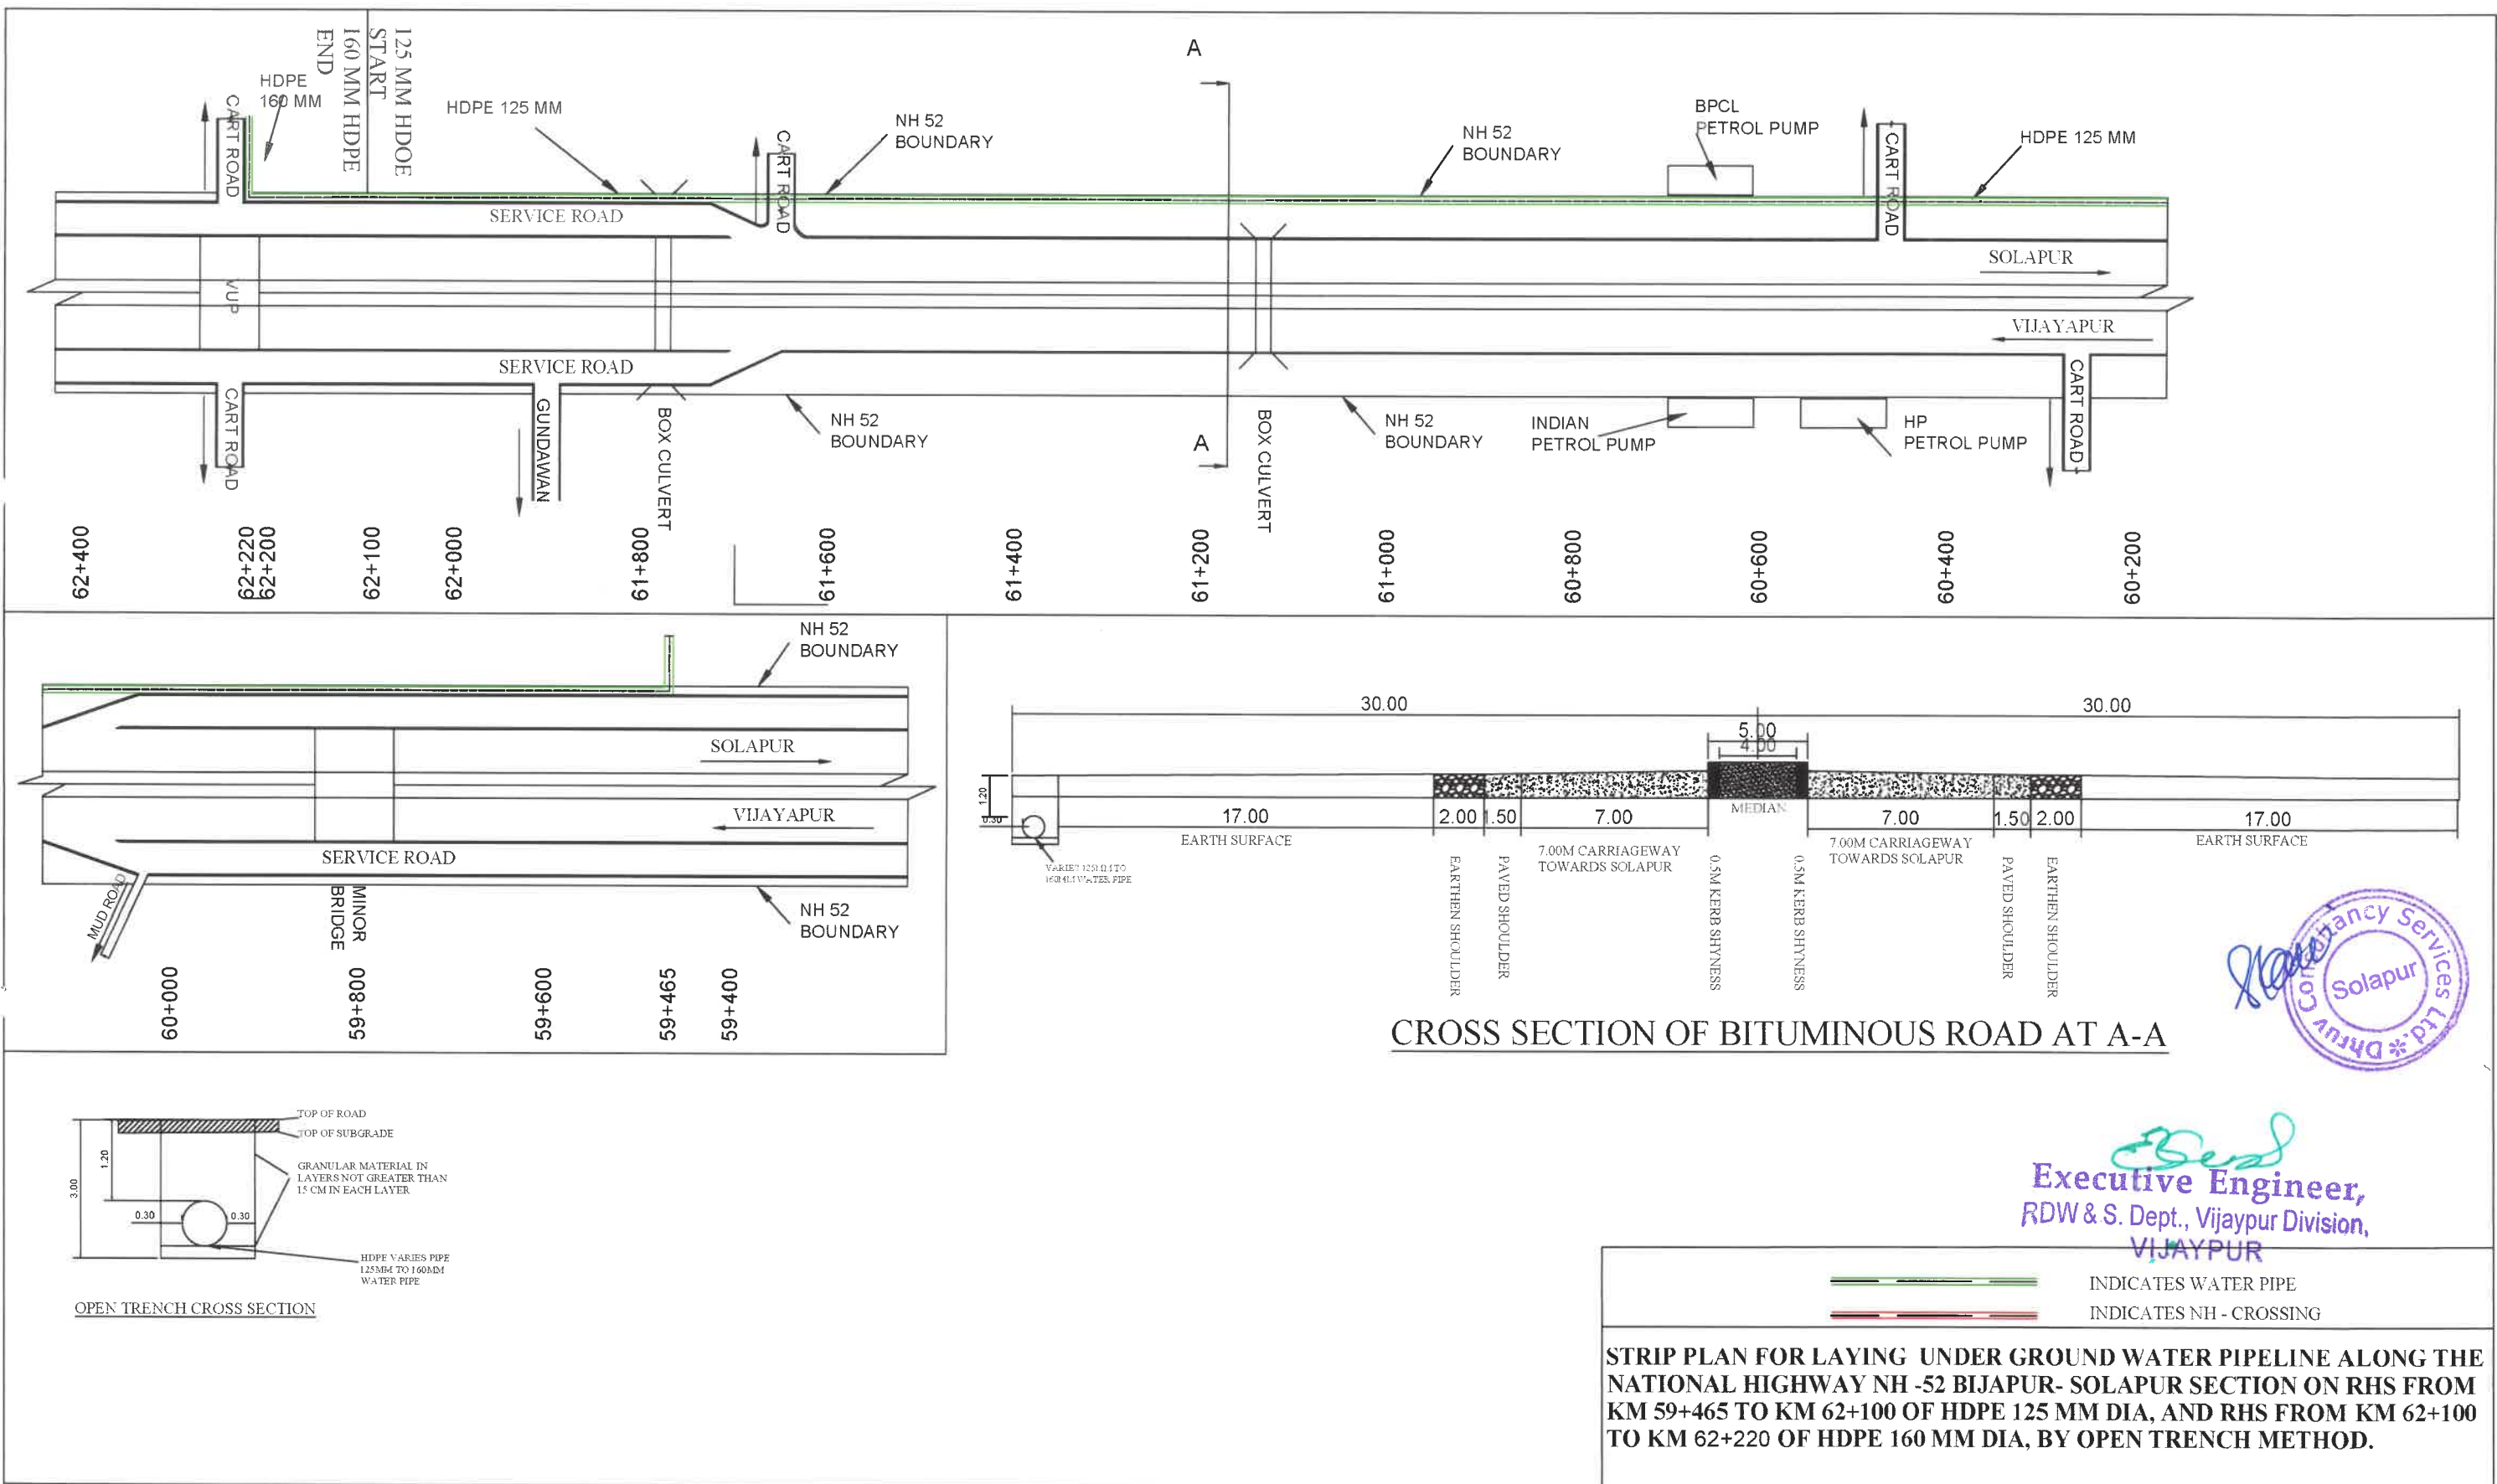 125 MM HDOE
START
160 MM HDPE
END
HDPE
160 MM
CART ROAD
HDPE 125 MM
CART ROAD
NH 52
BOUNDARY
A
NH 52
BOUNDARY
BPCL
PETROL PUMP
CART ROAD
HDPE 125 MM
SERVICE ROAD
SOLAPUR
VUP
VIJAYAPUR
SERVICE ROAD
CART ROAD
GUNDAWAN
BOX CULVERT
NH 52
BOUNDARY
A
BOX CULVERT
NH 52
BOUNDARY
INDIAN
PETROL PUMP
HP
PETROL PUMP
CART ROAD
62+400
62+220
62+200
62+100
62+000
61+800
61+600
61+400
61+200
61+000
60+800
60+600
60+400
60+200
NH 52
BOUNDARY
SOLAPUR
VIJAYAPUR
SERVICE ROAD
MUD ROAD
MINOR
BRIDGE
NH 52
BOUNDARY
60+000
59+800
59+600
59+465
59+400
30.00
30.00
5.00
4.00
1.20
0.30
17.00
2.00
1.50
7.00
MEDIAN
7.00
1.50
2.00
17.00
EARTH SURFACE
7.00M CARRIAGEWAY
TOWARDS SOLAPUR
7.00M CARRIAGEWAY
TOWARDS SOLAPUR
EARTH SURFACE
VARIES 125MM TO
160MM WATER PIPE
EARTHEN SHOULDER
PAVED SHOULDER
0.5M KERB SHYNESS
0.5M KERB SHYNESS
PAVED SHOULDER
EARTHEN SHOULDER
CROSS SECTION OF BITUMINOUS ROAD AT A-A
Dhruv Consultancy Services Ltd.
Solapur
TOP OF ROAD
TOP OF SUBGRADE
GRANULAR MATERIAL IN
LAYERS NOT GREATER THAN
15 CM IN EACH LAYER
3.00
1.20
0.30
0.30
HDPE VARIES PIPE
125MM TO 160MM
WATER PIPE
OPEN TRENCH CROSS SECTION
Executive Engineer,
RDW & S. Dept., Vijaypur Division,
VIJAYPUR
INDICATES WATER PIPE
INDICATES NH - CROSSING
STRIP PLAN FOR LAYING UNDER GROUND WATER PIPELINE ALONG THE
NATIONAL HIGHWAY NH -52 BIJAPUR- SOLAPUR SECTION ON RHS FROM
KM 59+465 TO KM 62+100 OF HDPE 125 MM DIA, AND RHS FROM KM 62+100
TO KM 62+220 OF HDPE 160 MM DIA, BY OPEN TRENCH METHOD.